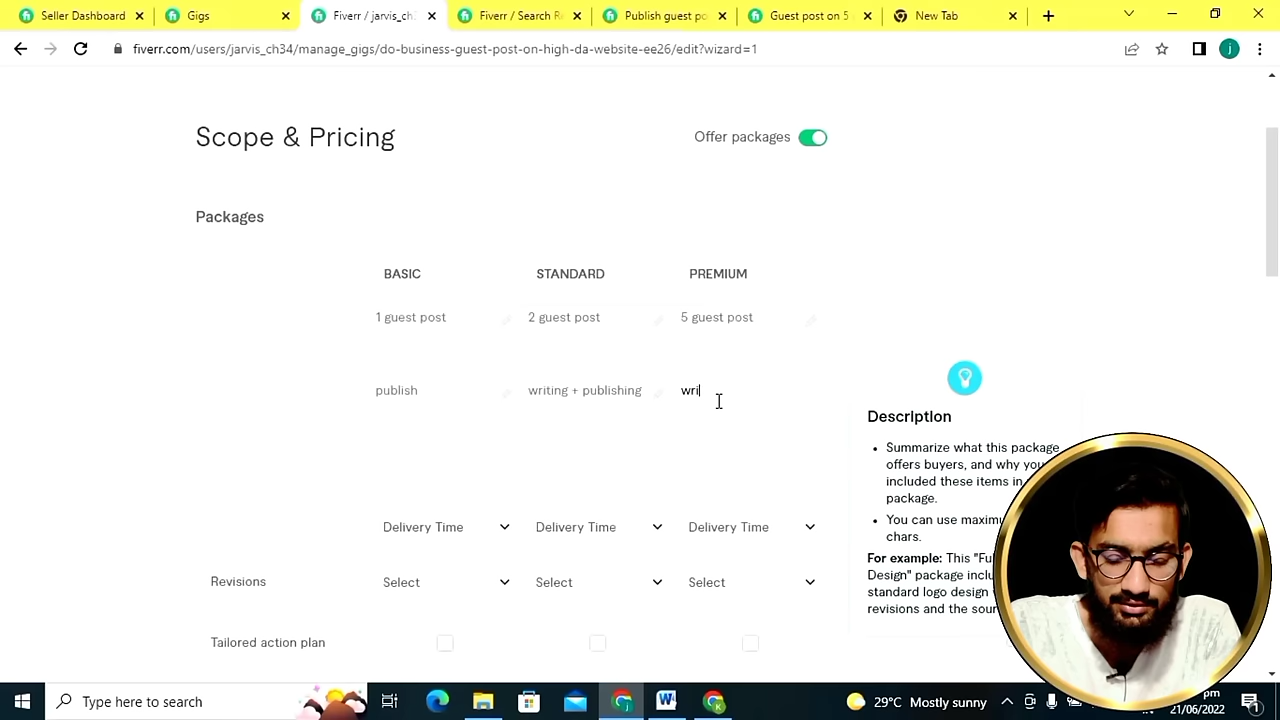 Seller Dashboard
Gigs
Fiverr / jarvis_ch
Fiverr / Search Re
Publish guest po
Guest post on 5
New Tab
fiverr.com/users/jarvis_ch34/manage_gigs/do-business-guest-post-on-high-da-website-ee26/edit?wizard=1
j
Scope & Pricing
Offer packages
Packages
BASIC
STANDARD
PREMIUM
1 guest post
2 guest post
5 guest post
publish
writing + publishing
wri
Description
Summarize what this package
offers buyers, and why you
included these items in
package.
You can use
chars.
For example: This
Design" package
standard logo design
revisions and the
Delivery Time
Delivery Time
Delivery Time
Revisions
Select
Select
Select
Tailored action plan
Type here to search
29°C Mostly sunny
pm
21/06/2022
1